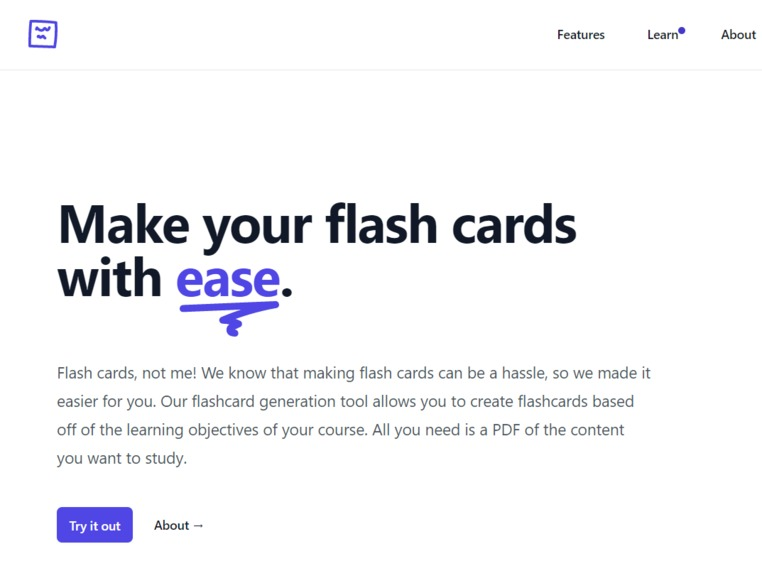 Features
Learn
About
Make your flash cards
with ease.
Flash cards, not me! We know that making flash cards can be a hassle, so we made it
easier for you. Our flashcard generation tool allows you to create flashcards based
off of the learning objectives of your course. All you need is a PDF of the content
you want to study.
Try it out
About →